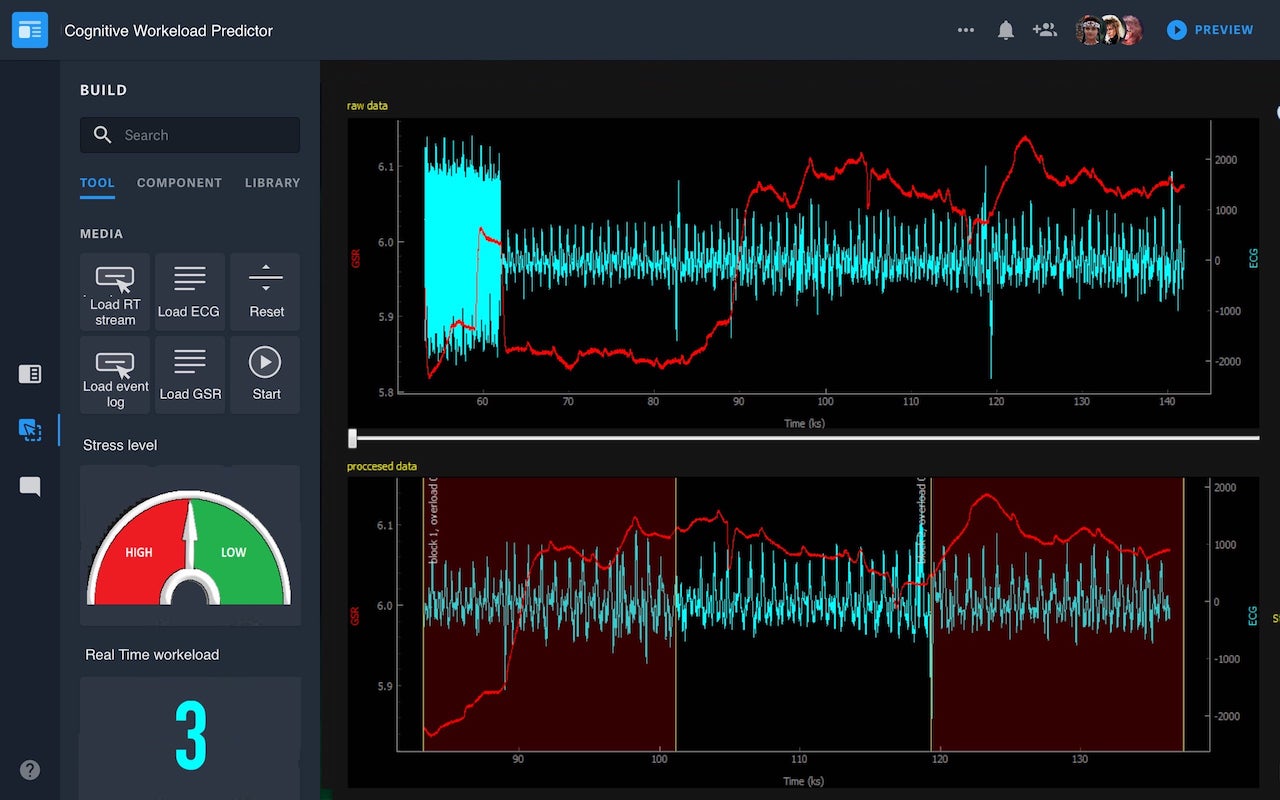 Cognitive Workeload Predictor
PREVIEW
BUILD
Search
TOOL COMPONENT LIBRARY
MEDIA
Load RT
stream
Load ECG
Reset
Load event
log
Load GSR
Start
Stress level
HIGH LOW
Real Time workeload
3
raw data
6.1
6.0
5.9
5.8
GSR
2000
1000
0
-1000
-2000
ECG
60 70 80 90 100 110 120 130 140
Time (ks)
proccesed data
block 1, overload
overload
6.1
6.0
5.9
GSR
2000
1000
0
-1000
-2000
ECG
90 100 110 120 130
Time (ks)